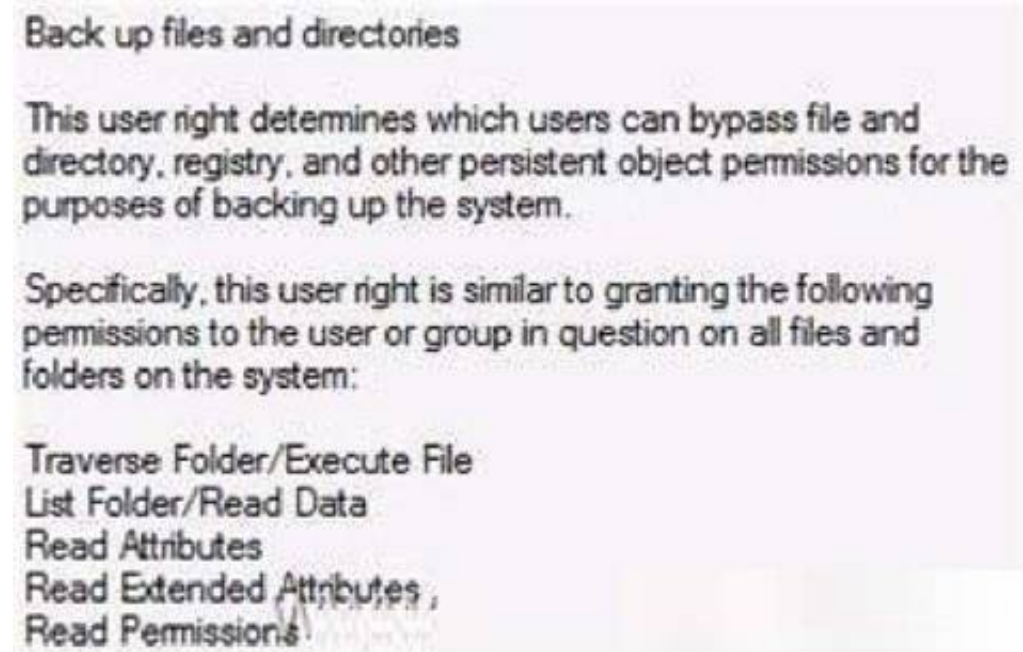 Back up files and directories
This user right determines which users can bypass file and
directory, registry, and other persistent object permissions for the
purposes of backing up the system.
Specifically, this user right is similar to granting the following
permissions to the user or group in question on all files and
folders on the system:
Traverse Folder/Execute File
List Folder/Read Data
Read Attributes
Read Extended Attributes
Read Permissions